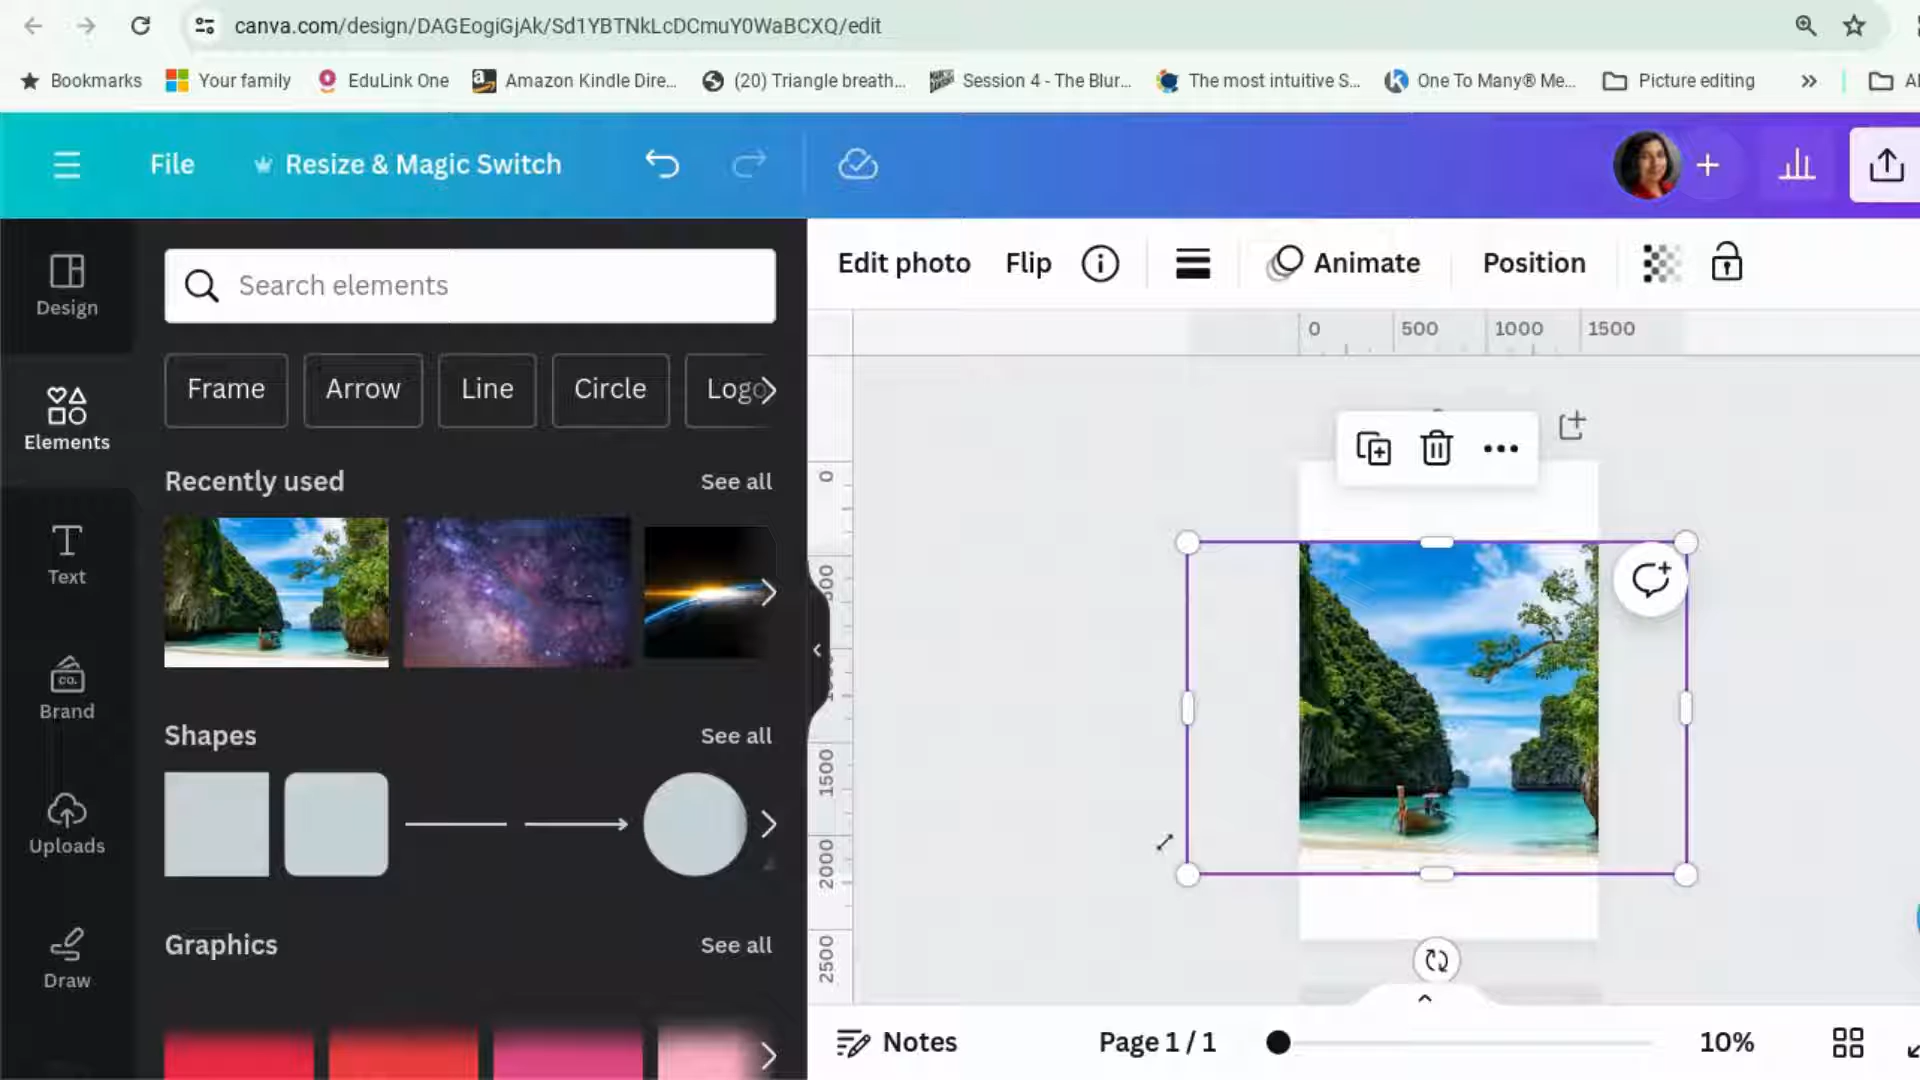 canva.com/design/DAGEogiGjAk/Sd1YBTNkLcDCmuY0WaBCXQ/edit
Bookmarks Your family EduLink One Amazon Kindle Dire... (20) Triangle breath... Session 4 - The Blur... The most intuitive S... One To Many® Me... Picture editing
File Resize & Magic Switch
Design
Elements
Text
Brand
Uploads
Draw
Search elements
Frame Arrow Line Circle Logo
Recently used See all
Shapes See all
Graphics See all
Edit photo Flip Animate Position
0 500 1000 1500
0
1500
2000
2500
Notes Page 1 / 1 10%